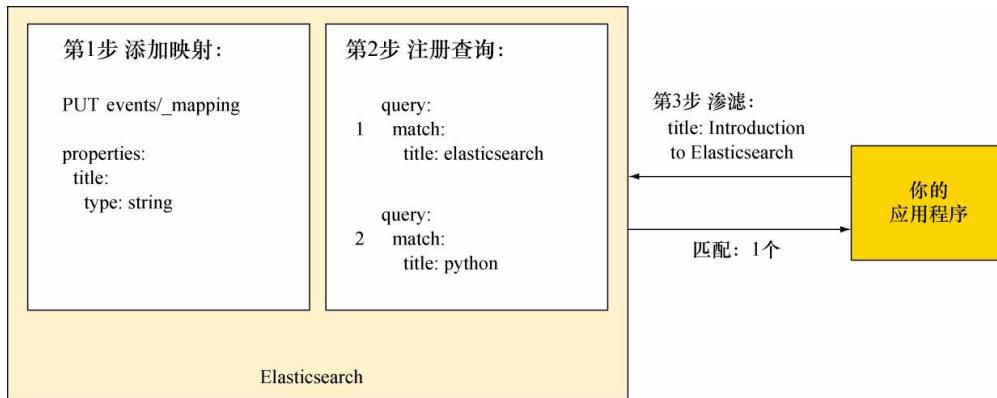 第1步 添加映射：
PUT events/_mapping
properties:
title:
type: string
第2步 注册查询：
query:
1 match:
title: elasticsearch
query:
2 match:
title: python
第3步 渗滤：
title: Introduction
to Elasticsearch
匹配：1个
你的
应用程序
Elasticsearch